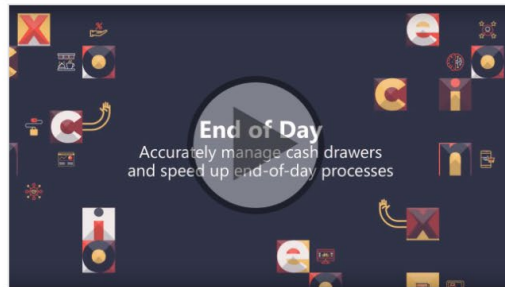 End of Day
Accurately manage cash drawers
and speed up end-of-day processes